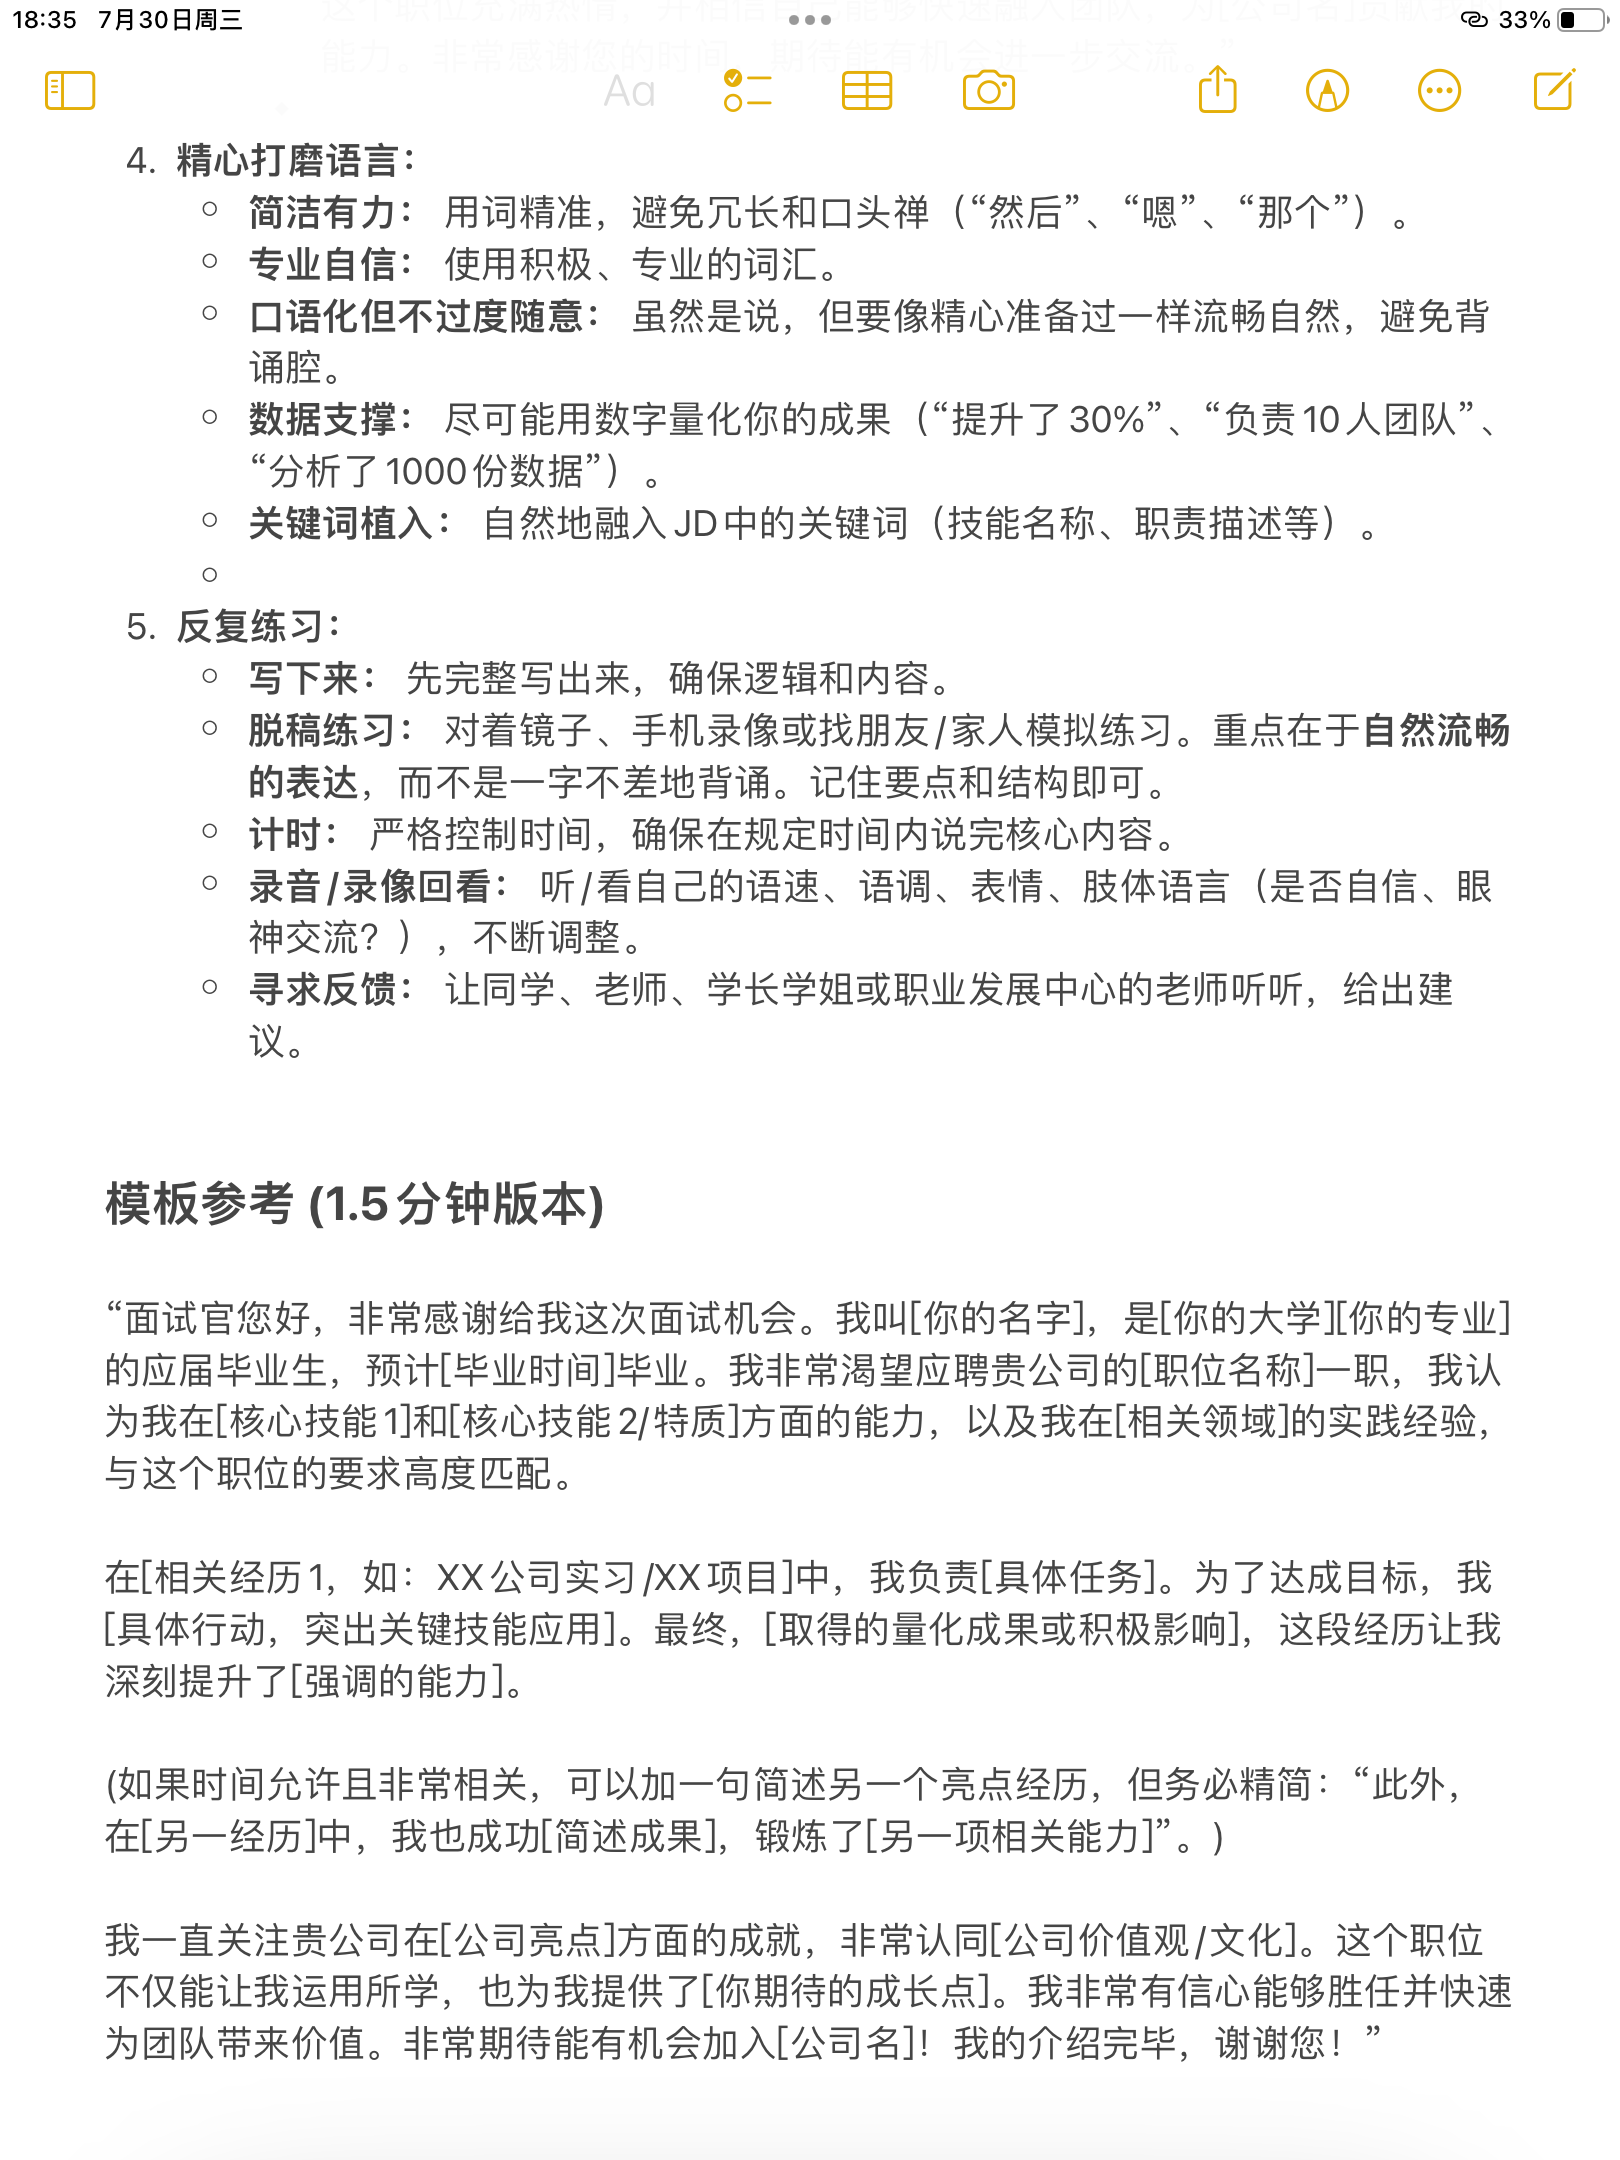 18:35 7月30日周三
33%
能力。非常感谢您的时间，期待能有机会进一步交流。”
Aa
4. 精心打磨语言：
简洁有力： 用词精准，避免冗长和口头禅（“然后”、“嗯”、“那个”）。
专业自信： 使用积极、专业的词汇。
口语化但不过度随意： 虽然是说，但要像精心准备过一样流畅自然，避免背
诵腔。
数据支撑： 尽可能用数字量化你的成果（“提升了30%”、“负责10人团队”、
“分析了1000份数据”）。
关键词植入： 自然地融入JD中的关键词（技能名称、职责描述等）。
5. 反复练习：
写下来： 先完整写出来，确保逻辑和内容。
脱稿练习： 对着镜子、手机录像或找朋友/家人模拟练习。重点在于自然流畅
的表达，而不是一字不差地背诵。记住要点和结构即可。
计时： 严格控制时间，确保在规定时间内说完核心内容。
录音/录像回看： 听/看自己的语速、语调、表情、肢体语言（是否自信、眼
神交流？），不断调整。
寻求反馈： 让同学、老师、学长学姐或职业发展中心的老师听听，给出建
议。
模板参考 (1.5分钟版本)
“面试官您好，非常感谢给我这次面试机会。我叫[你的名字]，是[你的大学][你的专业]
的应届毕业生，预计[毕业时间]毕业。我非常渴望应聘贵公司的[职位名称]一职，我认
为我在[核心技能1]和[核心技能2/特质]方面的能力，以及我在[相关领域]的实践经验，
与这个职位的要求高度匹配。
在[相关经历1，如：XX公司实习/XX项目]中，我负责[具体任务]。为了达成目标，我
[具体行动，突出关键技能应用]。最终，[取得的量化成果或积极影响]，这段经历让我
深刻提升了[强调的能力]。
(如果时间允许且非常相关，可以加一句简述另一个亮点经历，但务必精简：“此外，
在[另一经历]中，我也成功[简述成果]，锻炼了[另一项相关能力]”。)
我一直关注贵公司在[公司亮点]方面的成就，非常认同[公司价值观/文化]。这个职位
不仅能让我运用所学，也为我提供了[你期待的成长点]。我非常有信心能够胜任并快速
为团队带来价值。非常期待能有机会加入[公司名]！我的介绍完毕，谢谢您！”